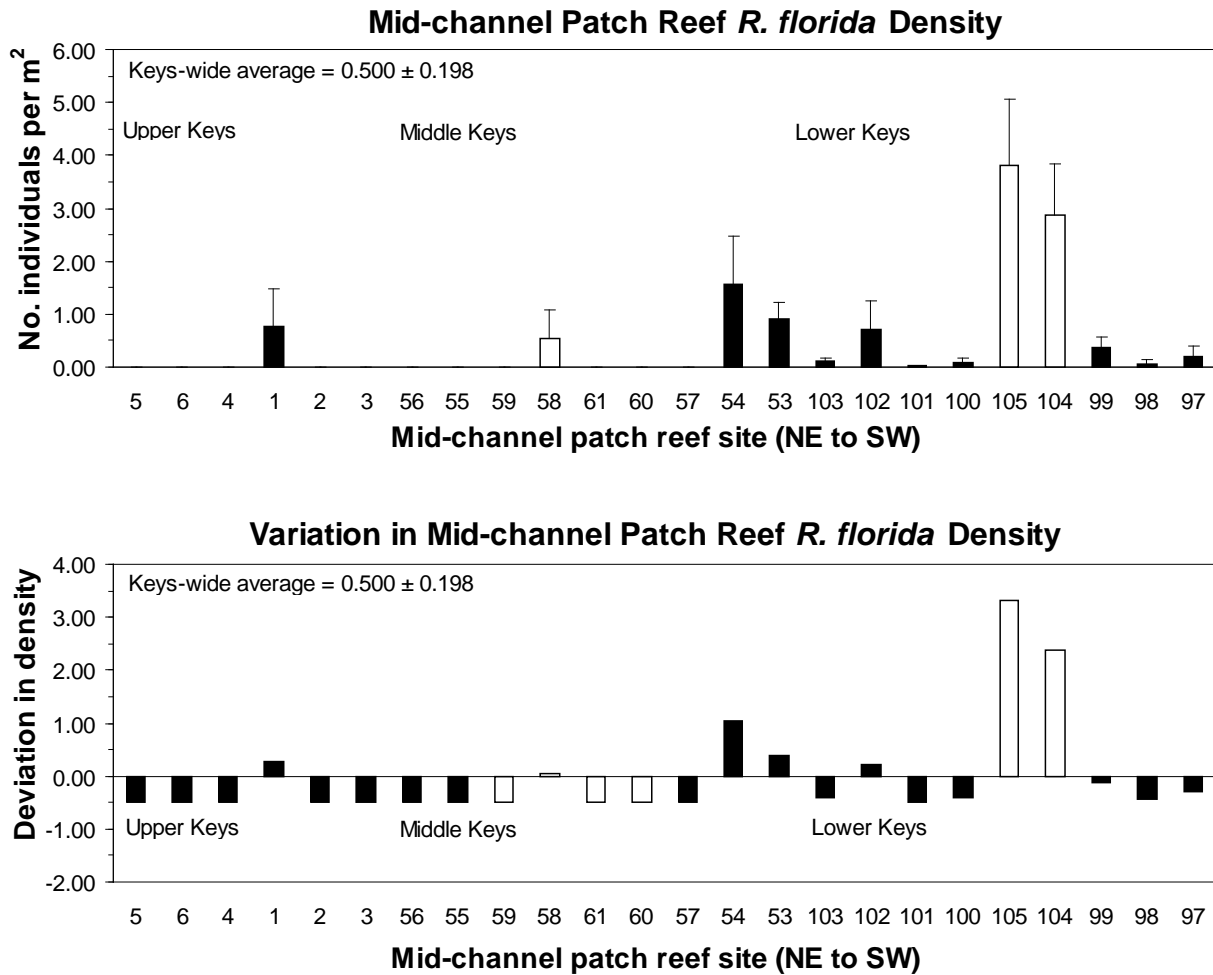 Mid-channel Patch Reef R. florida Density
Keys-wide average = 0.500 ± 0.198
Upper Keys
Middle Keys
Lower Keys
No. individuals per m²
6.00
5.00
4.00
3.00
2.00
1.00
0.00
5 6 4 1 2 3 56 55 59 58 61 60 57 54 53 103 102 101 100 105 104 99 98 97
Mid-channel patch reef site (NE to SW)
Variation in Mid-channel Patch Reef R. florida Density
Keys-wide average = 0.500 ± 0.198
Deviation in density
4.00
3.00
2.00
1.00
0.00
-1.00
-2.00
Upper Keys
Middle Keys
Lower Keys
5 6 4 1 2 3 56 55 59 58 61 60 57 54 53 103 102 101 100 105 104 99 98 97
Mid-channel patch reef site (NE to SW)